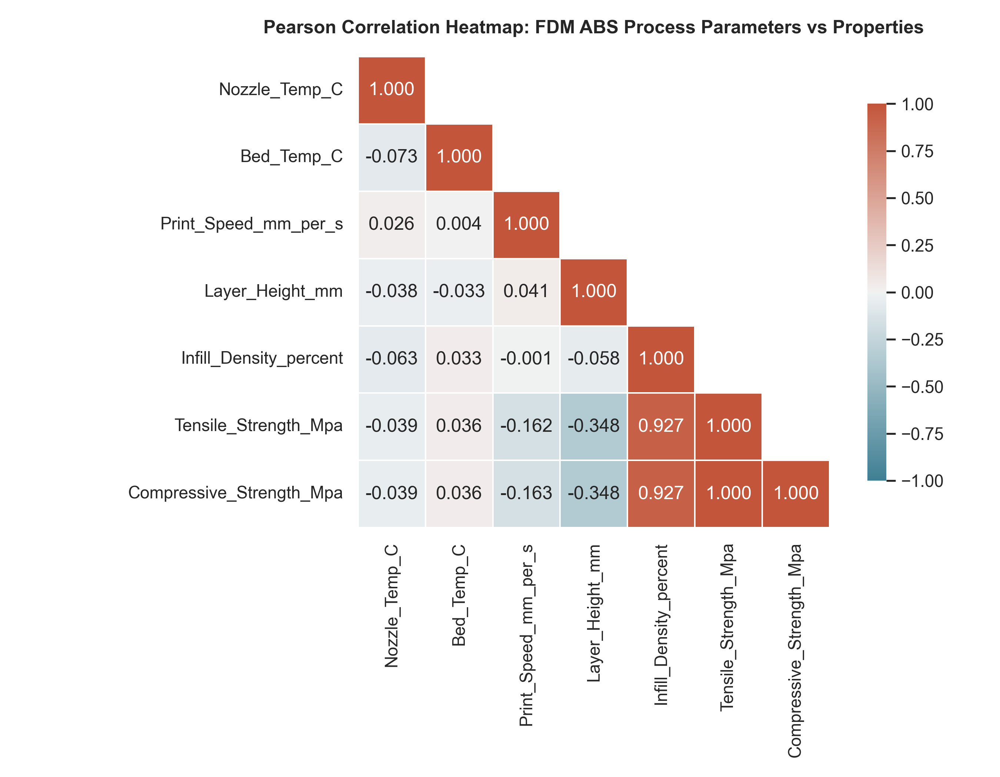 Pearson Correlation Heatmap: FDM ABS Process Parameters vs Properties
Nozzle_Temp_C 1.000
Bed_Temp_C -0.073 1.000
Print_Speed_mm_per_s 0.026 0.004 1.000
Layer_Height_mm -0.038 -0.033 0.041 1.000
Infill_Density_percent -0.063 0.033 -0.001 -0.058 1.000
Tensile_Strength_Mpa -0.039 0.036 -0.162 -0.348 0.927 1.000
Compressive_Strength_Mpa -0.039 0.036 -0.163 -0.348 0.927 1.000 1.000
Nozzle_Temp_C
Bed_Temp_C
Print_Speed_mm_per_s
Layer_Height_mm
Infill_Density_percent
Tensile_Strength_Mpa
Compressive_Strength_Mpa
1.00
0.75
0.50
0.25
0.00
−0.25
−0.50
−0.75
−1.00